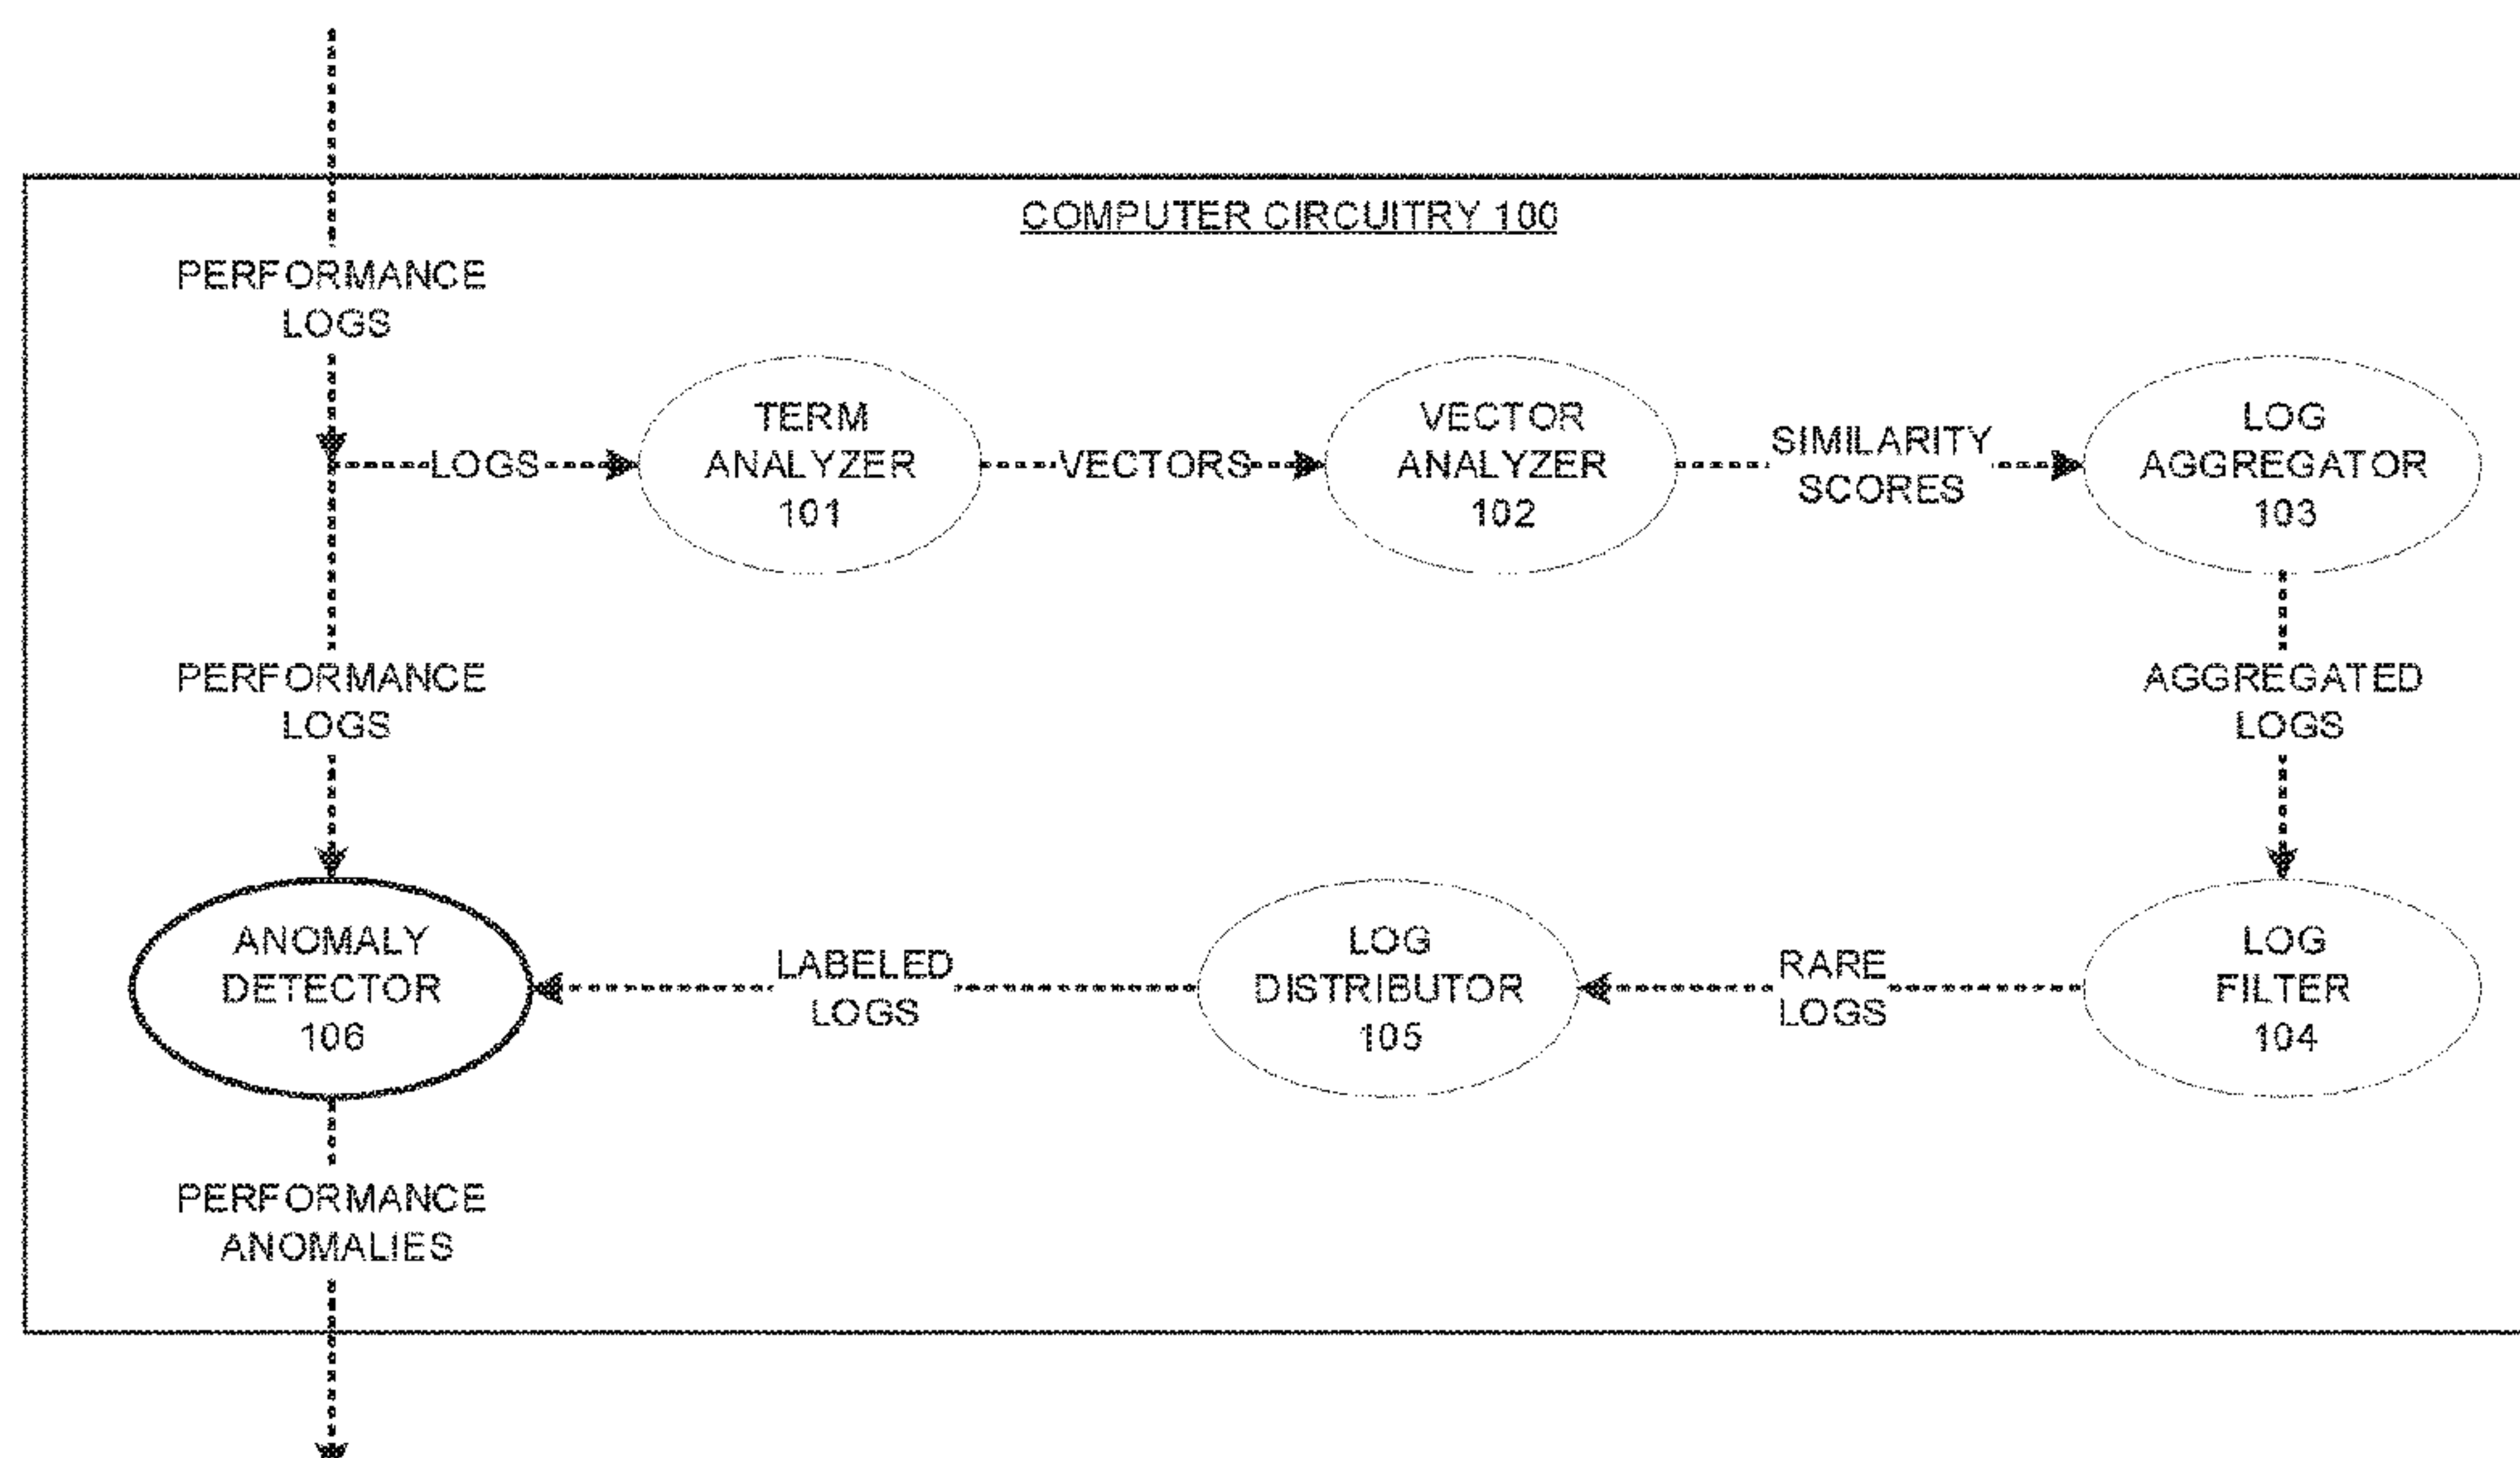 COMPUTER CIRCUITRY 100
PERFORMANCE
LOGS
LOGS
TERM
ANALYZER
101
VECTORS
VECTOR
ANALYZER
102
SIMILARITY
SCORES
LOG
AGGREGATOR
103
PERFORMANCE
LOGS
AGGREGATED
LOGS
ANOMALY
DETECTOR
106
LABELED
LOGS
LOG
DISTRIBUTOR
105
RARE
LOGS
LOG
FILTER
104
PERFORMANCE
ANOMALIES